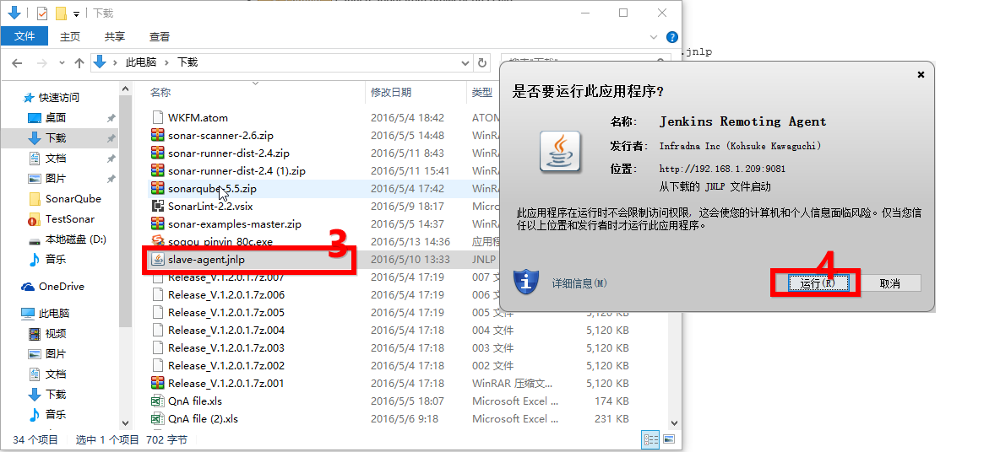 下载
文件 主页 共享 查看
.jnlp
此电脑 下载
名称 修改日期 类型
快速访问
桌面
下载
文档
图片
SonarQube
TestSonar
本地磁盘 (D:)
音乐
OneDrive
此电脑
视频
图片
文档
下载
音乐
WKFM.atom 2016/5/4 18:42 ATOM
sonar-scanner-2.6.zip 2016/5/5 14:48 WinRA
sonar-runner-dist-2.4.zip 2016/5/11 8:43 WinRA
sonar-runner-dist-2.4 (1).zip 2016/5/11 8:43 WinRA
sonarqube-5.5.zip 2016/5/4 17:42 WinRA
SonarLint-2.2.vsix 2016/5/9 18:17 Micro
sonar-examples-master.zip 2016/5/5 14:37 WinRA
sogou_pinyin_80c.exe 2016/5/13 14:36 应用程
3
slave-agent.jnlp 2016/5/10 13:33 JNLP
Release_V.1.2.0.1.7z.007 2016/5/4 17:19 007 文件
Release_V.1.2.0.1.7z.006 2016/5/4 17:19 006 文件
Release_V.1.2.0.1.7z.005 2016/5/4 17:19 005 文件 5,120 KB
Release_V.1.2.0.1.7z.004 2016/5/4 17:18 004 文件 5,120 KB
Release_V.1.2.0.1.7z.003 2016/5/4 17:18 003 文件 5,120 KB
Release_V.1.2.0.1.7z.002 2016/5/4 17:18 002 文件 5,120 KB
Release_V.1.2.0.1.7z.001 2016/5/4 17:18 WinRAR 压缩文... 5,120 KB
QnA file.xls 2016/5/5 18:07 Microsoft Excel ... 174 KB
QnA file (2).xls 2016/5/6 9:18 Microsoft Excel ... 231 KB
34 个项目 选中 1 个项目 702 字节
是否要运行此应用程序?
名称: Jenkins Remoting Agent
发行者: Infradna Inc (Kohsuke Kawaguchi)
位置: http://192.168.1.209:9081
从下载的 JNLP 文件启动
此应用程序在运行时不会限制访问权限，这会使您的计算机和个人信息面临风险。仅当您信
任以上位置和发行者时才运行此应用程序。
4
详细信息(M) 运行(R) 取消